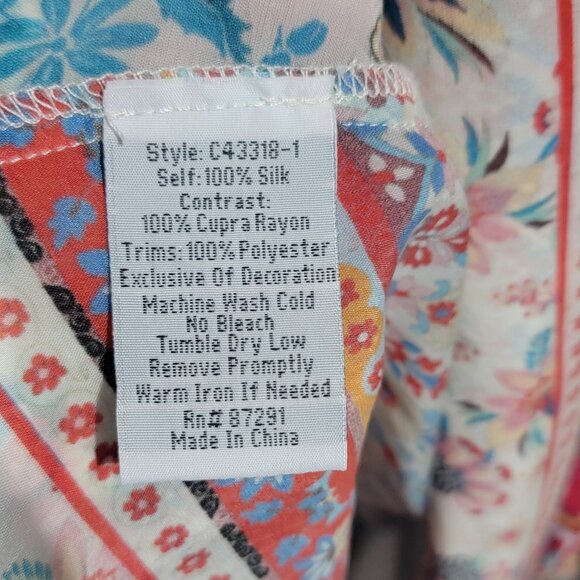 Style: C43318-1
Self: 100% Silk
Contrast:
100% Cupra Rayon
Trims: 100% Polyester
Exclusive Of Decoration
Machine Wash Cold
No Bleach
Tumble Dry Low
Remove Promptly
Warm Iron If Needed
Rn# 87291
Made In China